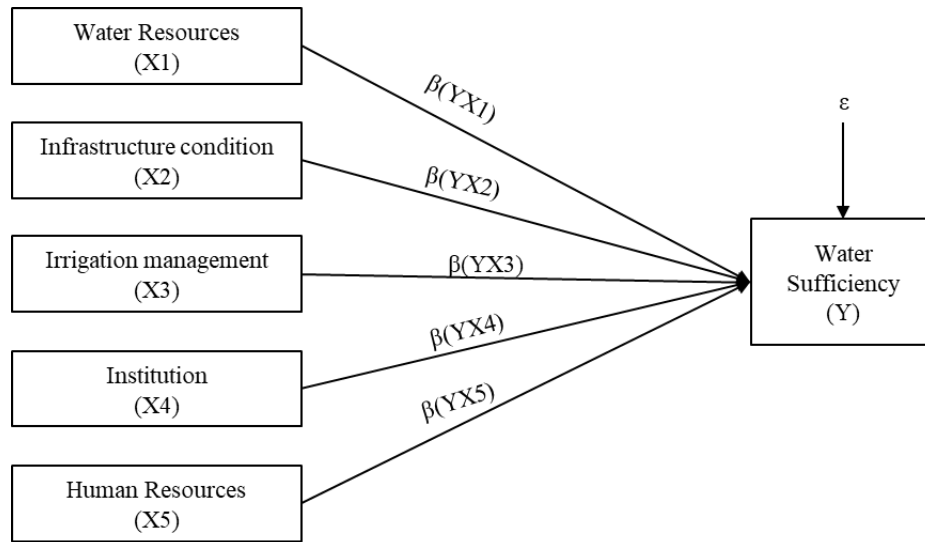 Water Resources
(X1)
β(YX1)
ε
Infrastructure condition
(X2)
β(YX2)
Irrigation management
(X3)
β(YX3)
Water
Sufficiency
(Y)
Institution
(X4)
β(YX4)
Human Resources
(X5)
β(YX5)